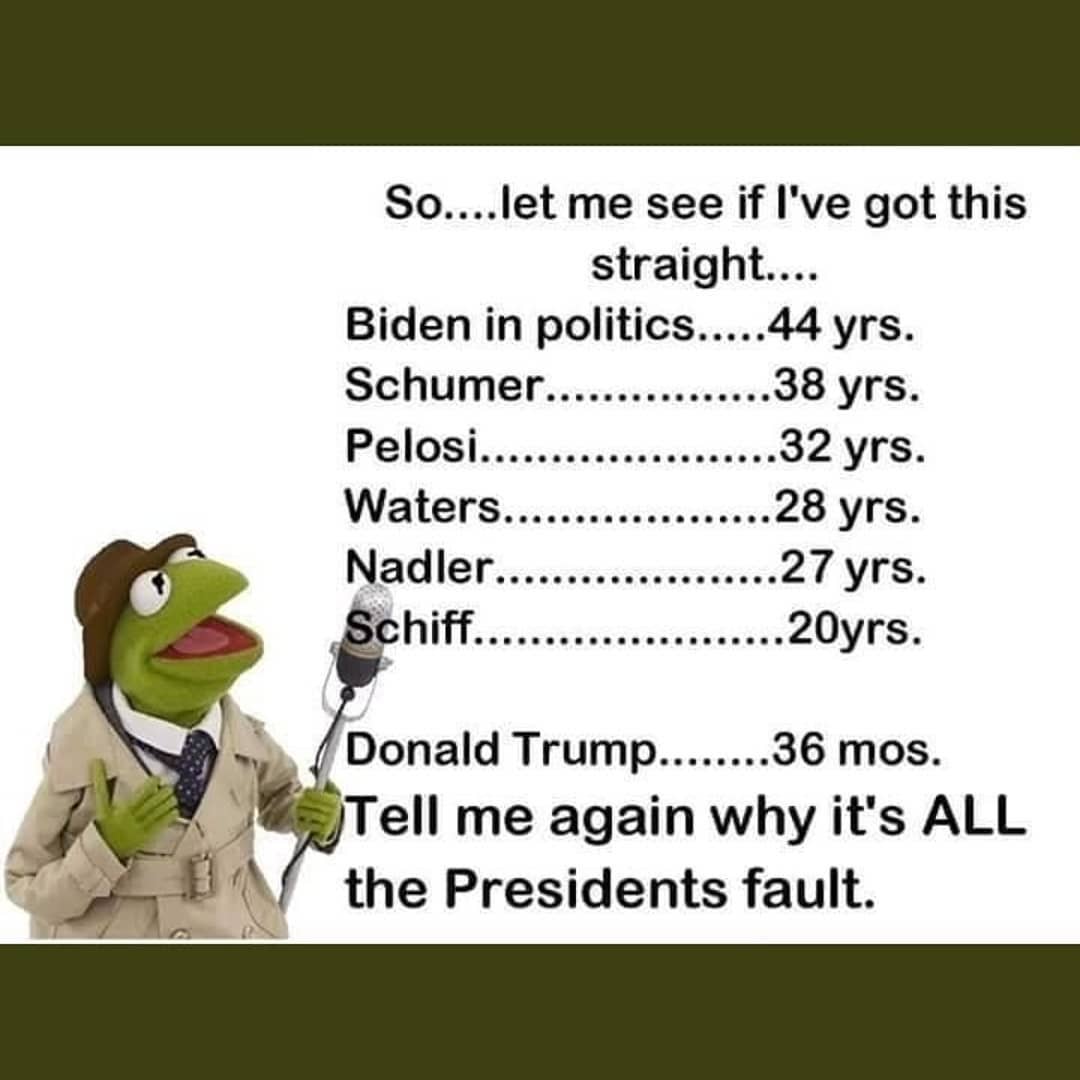 So....let me see if I've got this
straight....
Biden in politics.....44 yrs.
Schumer................38 yrs.
Pelosi.....................32 yrs.
Waters...................28 yrs.
Nadler....................27 yrs.
Schiff......................20yrs.
Donald Trump........36 mos.
Tell me again why it's ALL
the Presidents fault.